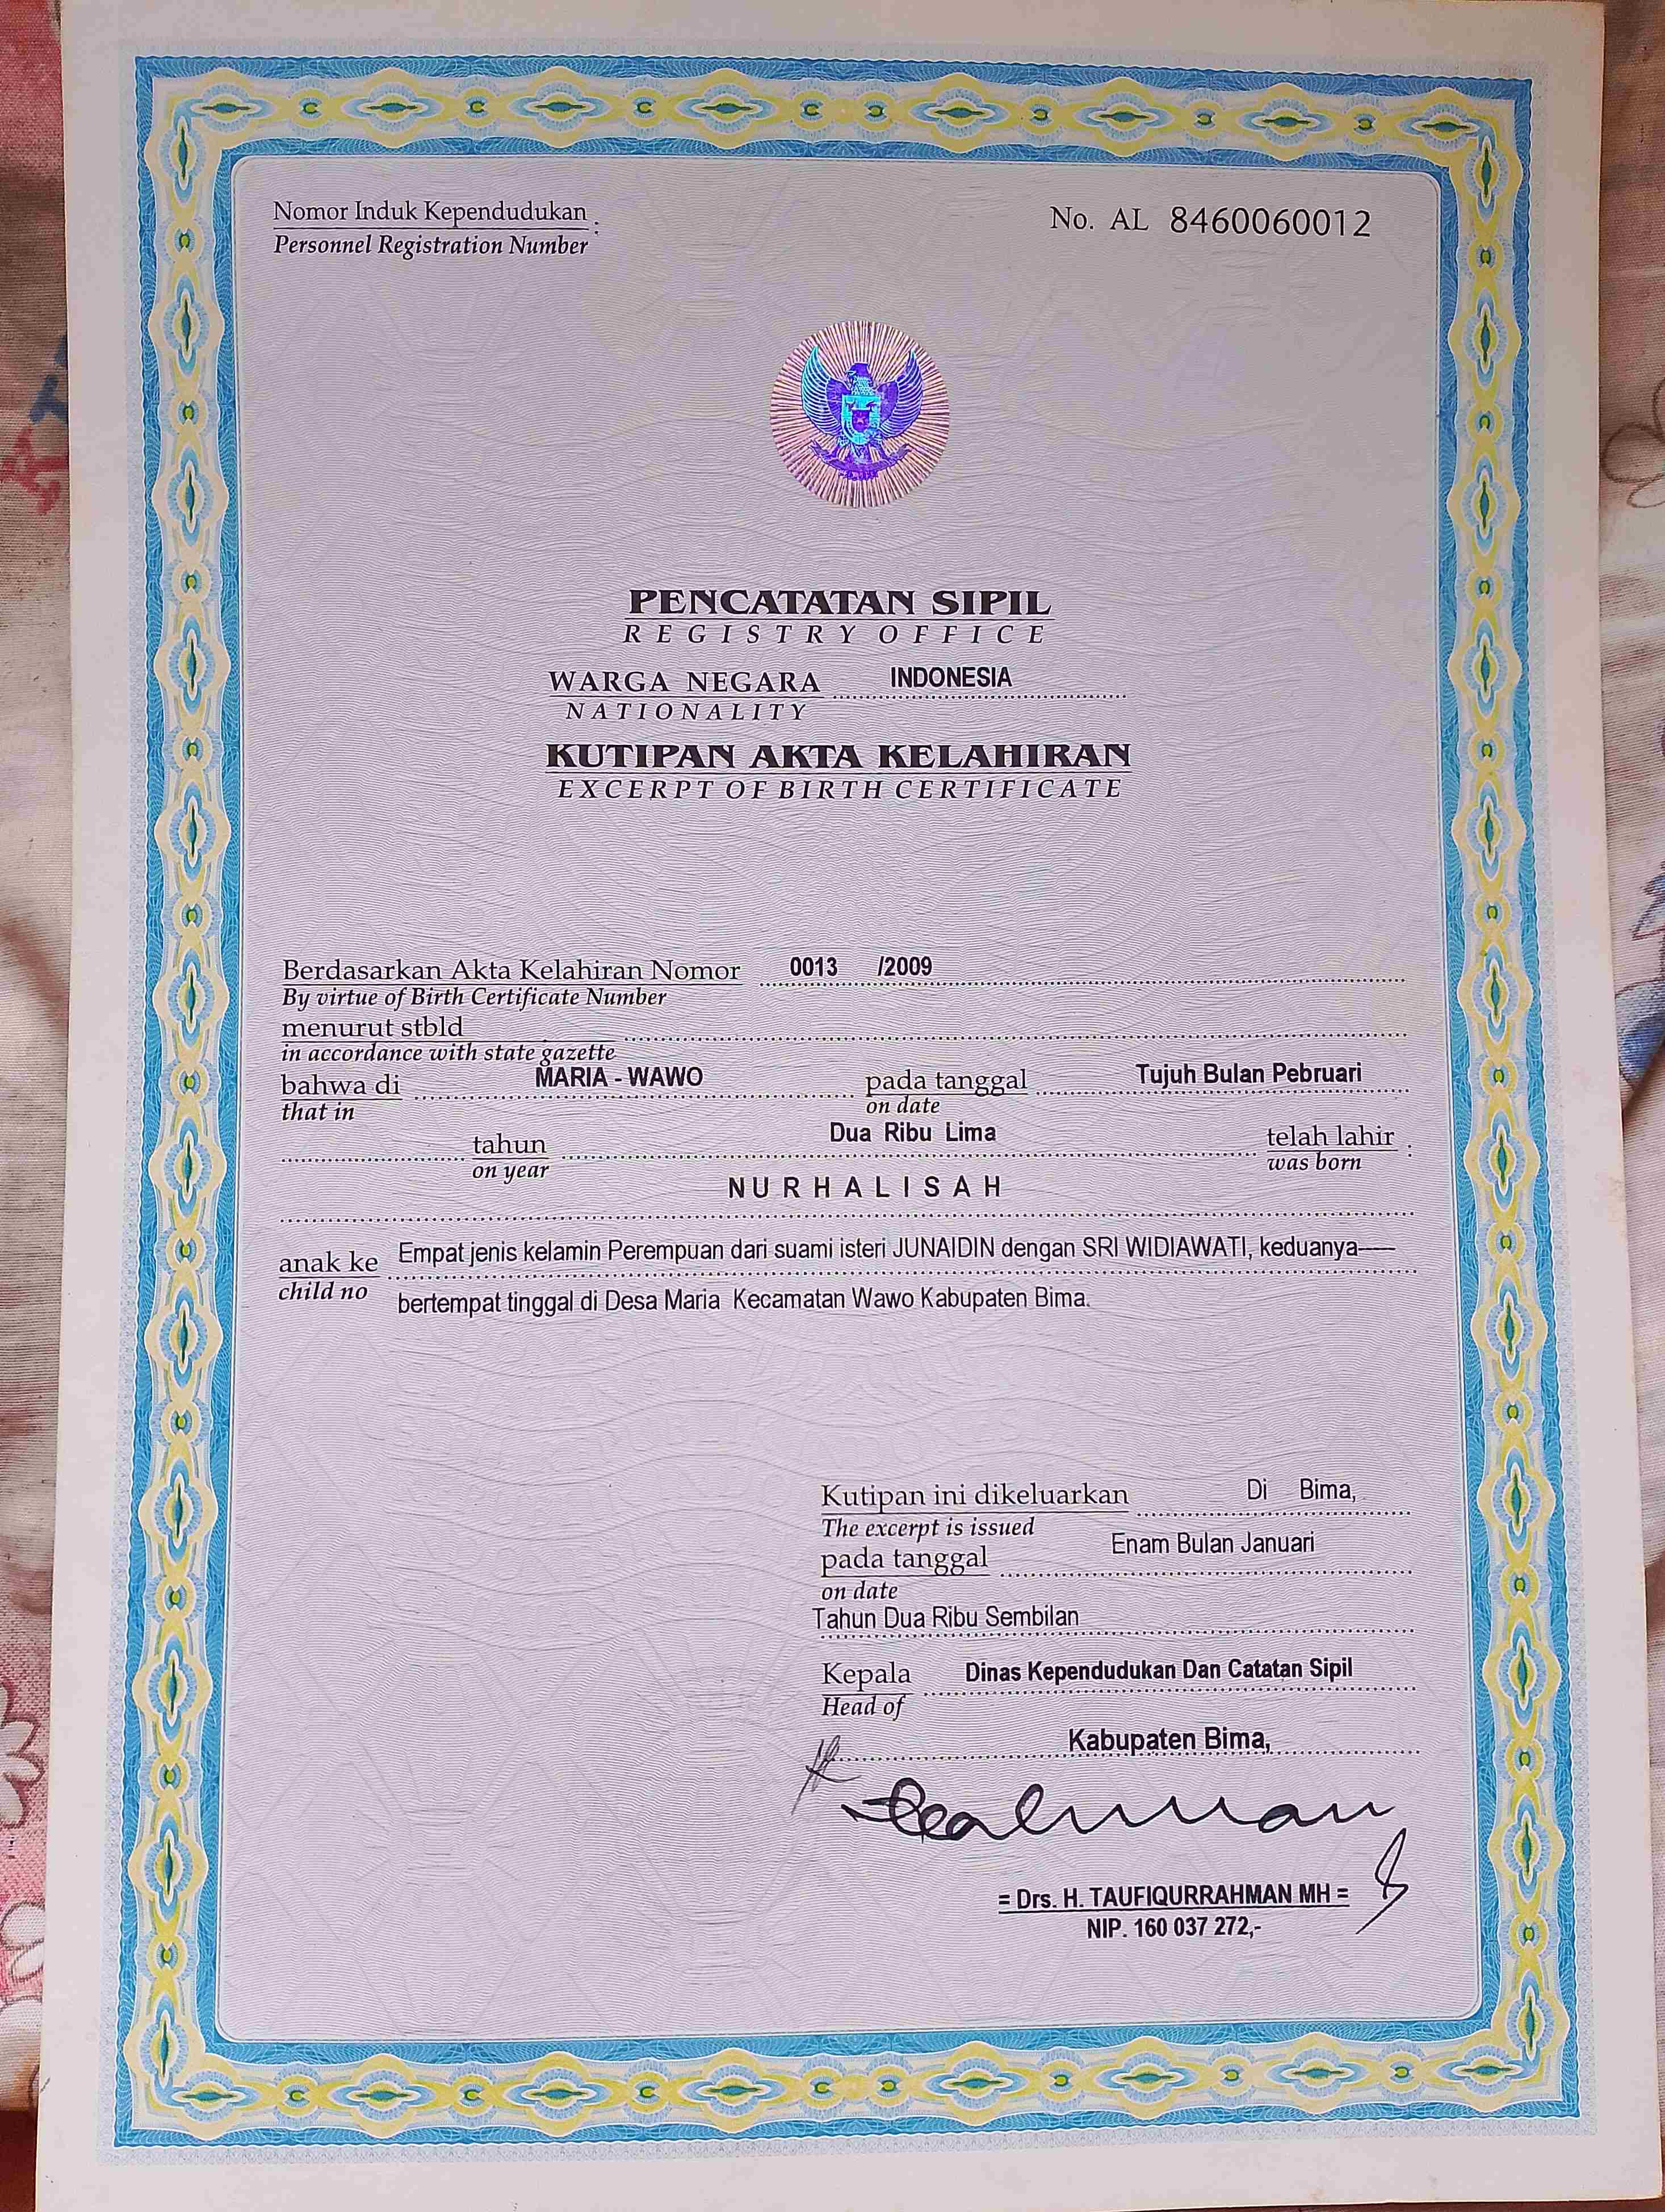 Nomor Induk Kependudukan :
Personnel Registration Number
No. AL 8460060012
PENCATATAN SIPIL
REGISTRY OFFICE
WARGA NEGARA INDONESIA
NATIONALITY
KUTIPAN AKTA KELAHIRAN
EXCERPT OF BIRTH CERTIFICATE
Berdasarkan Akta Kelahiran Nomor 0013 /2009
By virtue of Birth Certificate Number
menurut stbld
in accordance with state gazette
bahwa di MARIA - WAWO pada tanggal Tujuh Bulan Pebruari
that in on date
tahun Dua Ribu Lima telah lahir :
on year was born
NURHALISAH
anak ke Empat jenis kelamin Perempuan dari suami isteri JUNAIDIN dengan SRI WIDIAWATI, keduanya
child no bertempat tinggal di Desa Maria Kecamatan Wawo Kabupaten Bima.
Kutipan ini dikeluarkan Di Bima,
The excerpt is issued
pada tanggal Enam Bulan Januari
on date
Tahun Dua Ribu Sembilan
Kepala Dinas Kependudukan Dan Catatan Sipil
Head of
Kabupaten Bima,
= Drs. H. TAUFIQURRAHMAN MH =
NIP. 160 037 272,-